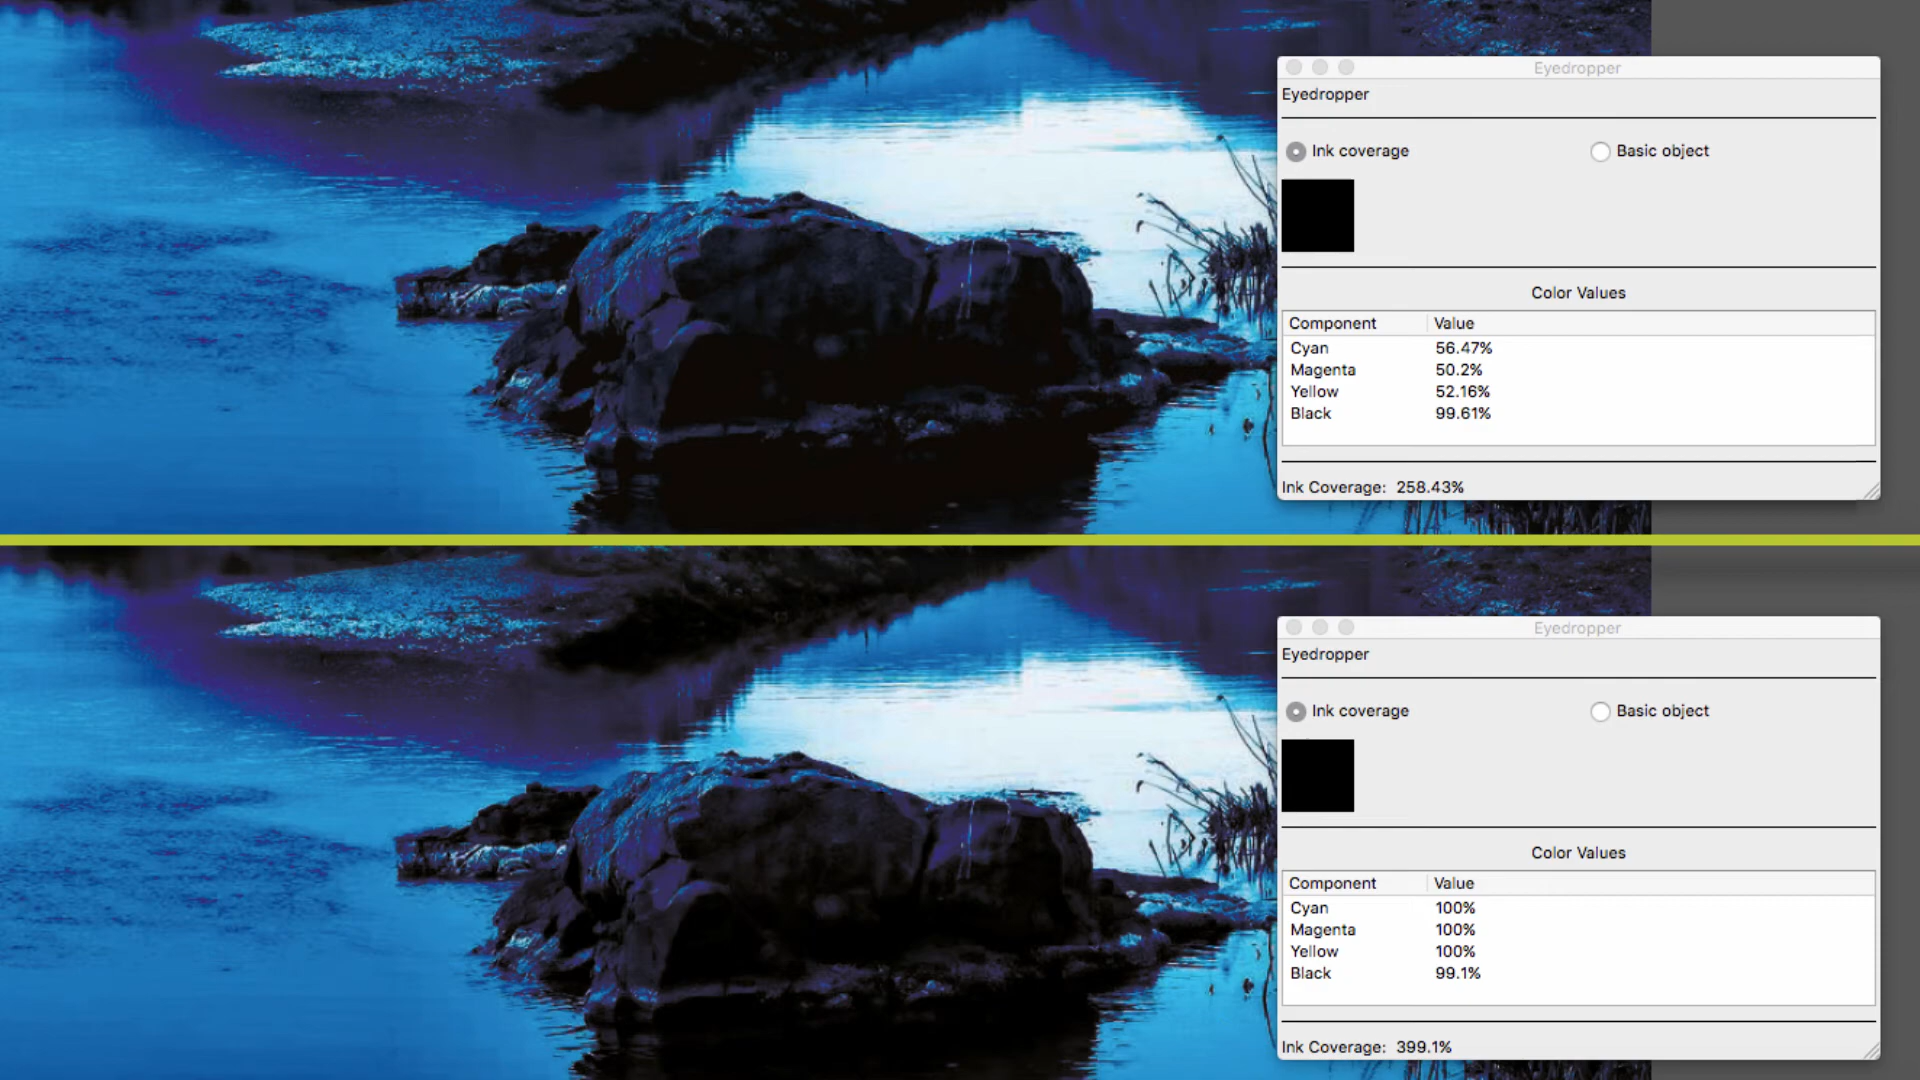 Eyedropper
Eyedropper
Ink coverage Basic object
Color Values
Component Value
Cyan 56.47%
Magenta 50.2%
Yellow 52.16%
Black 99.61%
Ink Coverage: 258.43%
Eyedropper
Eyedropper
Ink coverage Basic object
Color Values
Component Value
Cyan 100%
Magenta 100%
Yellow 100%
Black 99.1%
Ink Coverage: 399.1%